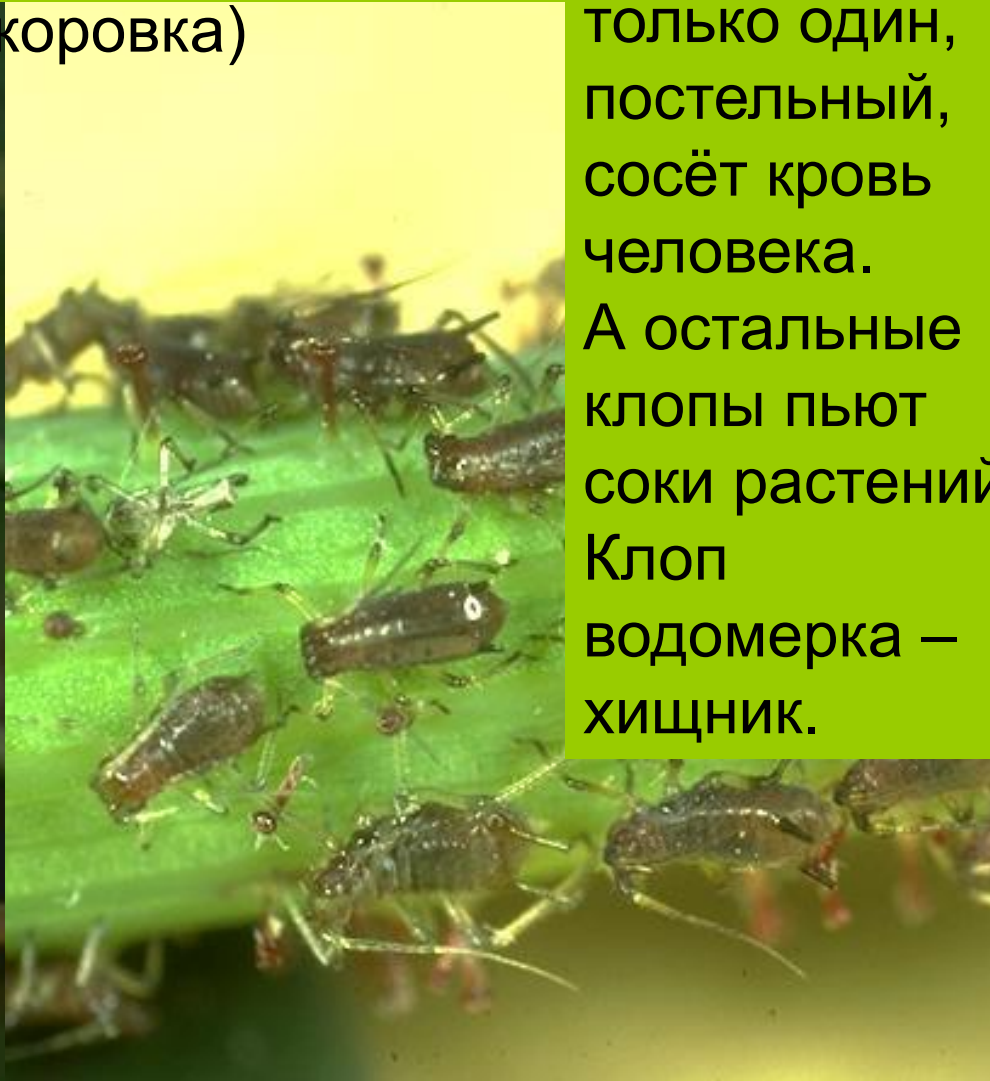 коровка)
только один,
постельный,
сосёт кровь
человека.
А остальные
клопы пьют
соки растений
Клоп
водомерка –
хищник.